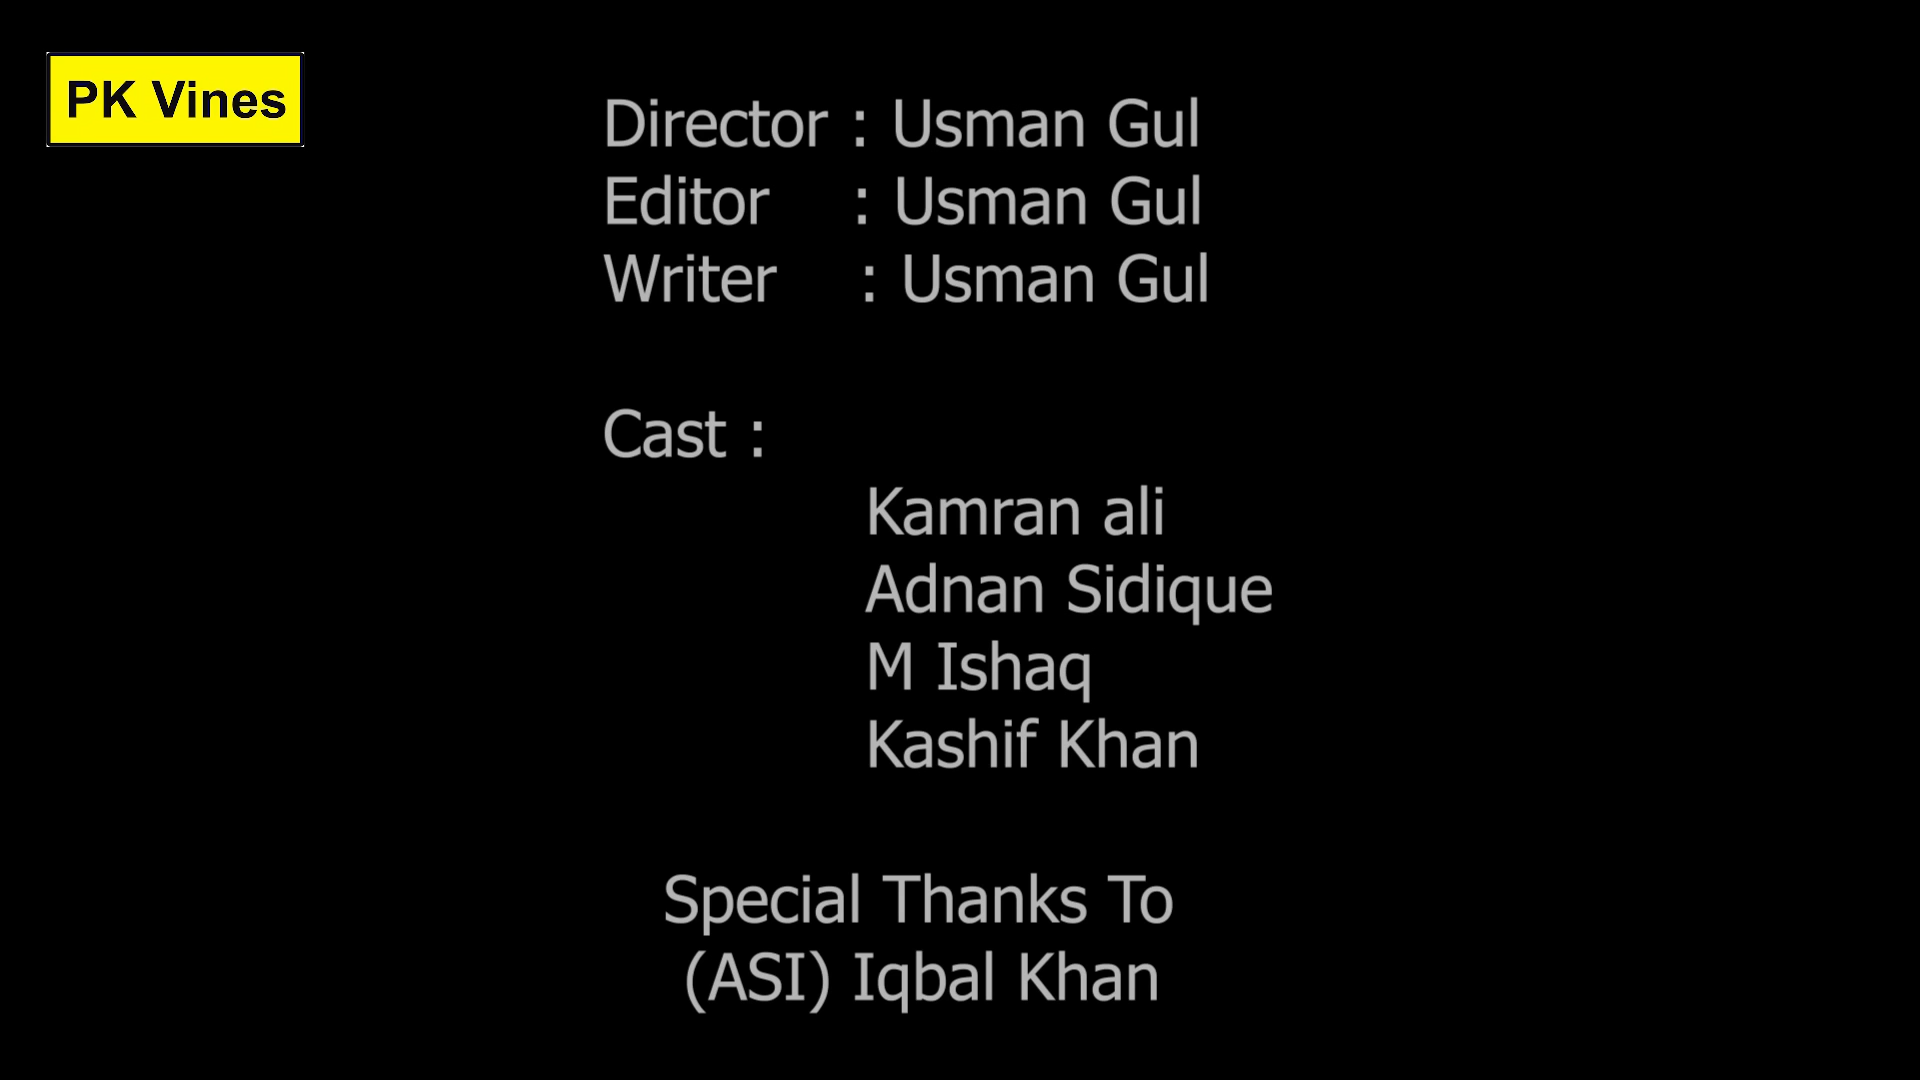 PK Vines
Director : Usman Gul
Editor : Usman Gul
Writer : Usman Gul
Cast :
Kamran ali
Adnan Sidique
M Ishaq
Kashif Khan
Special Thanks To
(ASI) Iqbal Khan